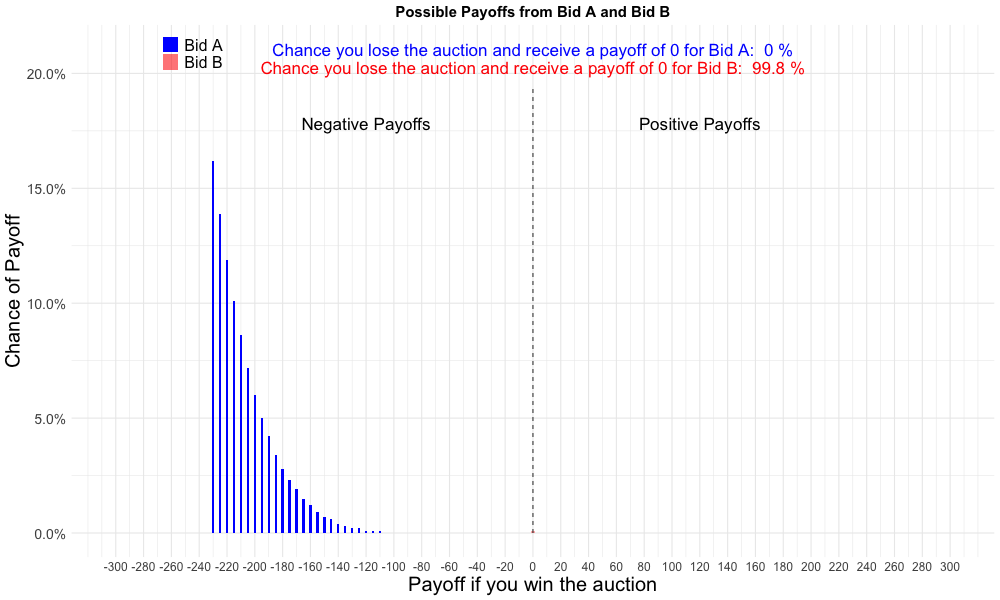 Possible Payoffs from Bid A and Bid B
Bid A
Bid B
Chance you lose the auction and receive a payoff of 0 for Bid A:  0 %
Chance you lose the auction and receive a payoff of 0 for Bid B:  99.8 %
Negative Payoffs
Positive Payoffs
Chance of Payoff
20.0%
15.0%
10.0%
5.0%
0.0%
-300 -280 -260 -240 -220 -200 -180 -160 -140 -120 -100 -80 -60 -40 -20 0 20 40 60 80 100 120 140 160 180 200 220 240 260 280 300
Payoff if you win the auction